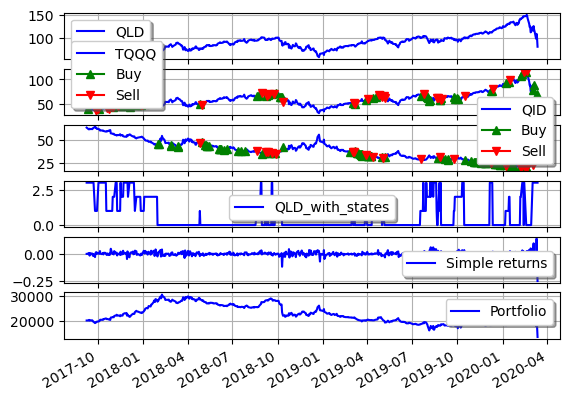 150
100
QLD
TQQQ
Buy
Sell
100
50
QID
Buy
Sell
50
25
2.5
0.0
QLD_with_states
0.00
−0.25
Simple returns
30000
20000
Portfolio
2017-10
2018-01
2018-04
2018-07
2018-10
2019-01
2019-04
2019-07
2019-10
2020-01
2020-04